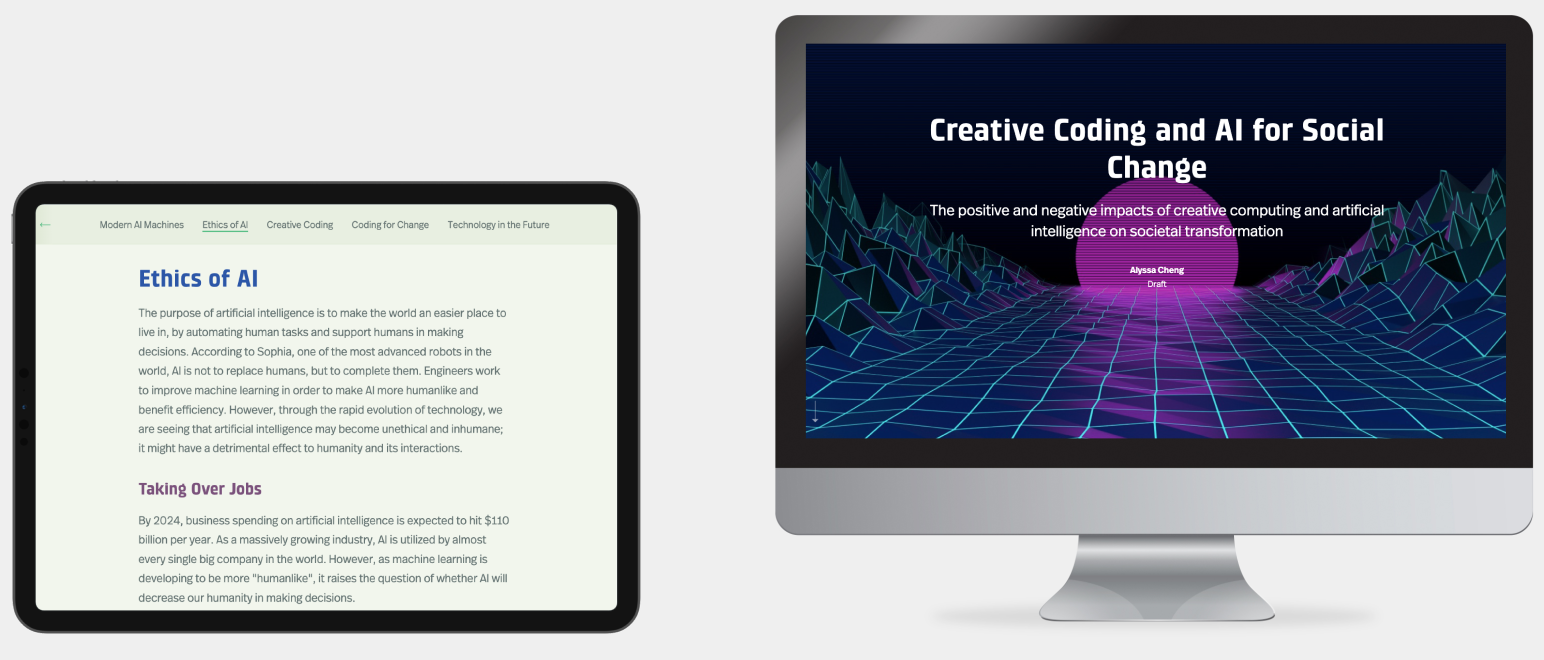 Modern AI Machines Ethics of AI Creative Coding Coding for Change Technology in the Future
Ethics of AI
The purpose of artificial intelligence is to make the world an easier place to
live in, by automating human tasks and support humans in making
decisions. According to Sophia, one of the most advanced robots in the
world, AI is not to replace humans, but to complete them. Engineers work
to improve machine learning in order to make AI more humanlike and
benefit efficiency. However, through the rapid evolution of technology, we
are seeing that artificial intelligence may become unethical and inhumane;
it might have a detrimental effect to humanity and its interactions.
Taking Over Jobs
By 2024, business spending on artificial intelligence is expected to hit $110
billion per year. As a massively growing industry, AI is utilized by almost
every single big company in the world. However, as machine learning is
developing to be more "humanlike", it raises the question of whether AI will
decrease our humanity in making decisions.
Creative Coding and AI for Social
Change
The positive and negative impacts of creative computing and artificial
intelligence on societal transformation
Alyssa Cheng
Draft